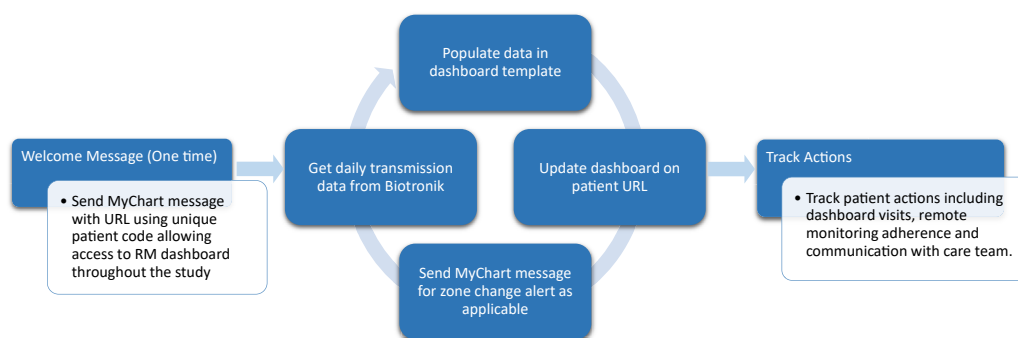 Populate data in
dashboard template
Welcome Message (One time)
• Send MyChart message
with URL using unique
patient code allowing
access to RM dashboard
throughout the study
Get daily transmission
data from Biotronik
Update dashboard on
patient URL
Track Actions
• Track patient actions including
dashboard visits, remote
monitoring adherence and
communication with care team.
Send MyChart message
for zone change alert as
applicable